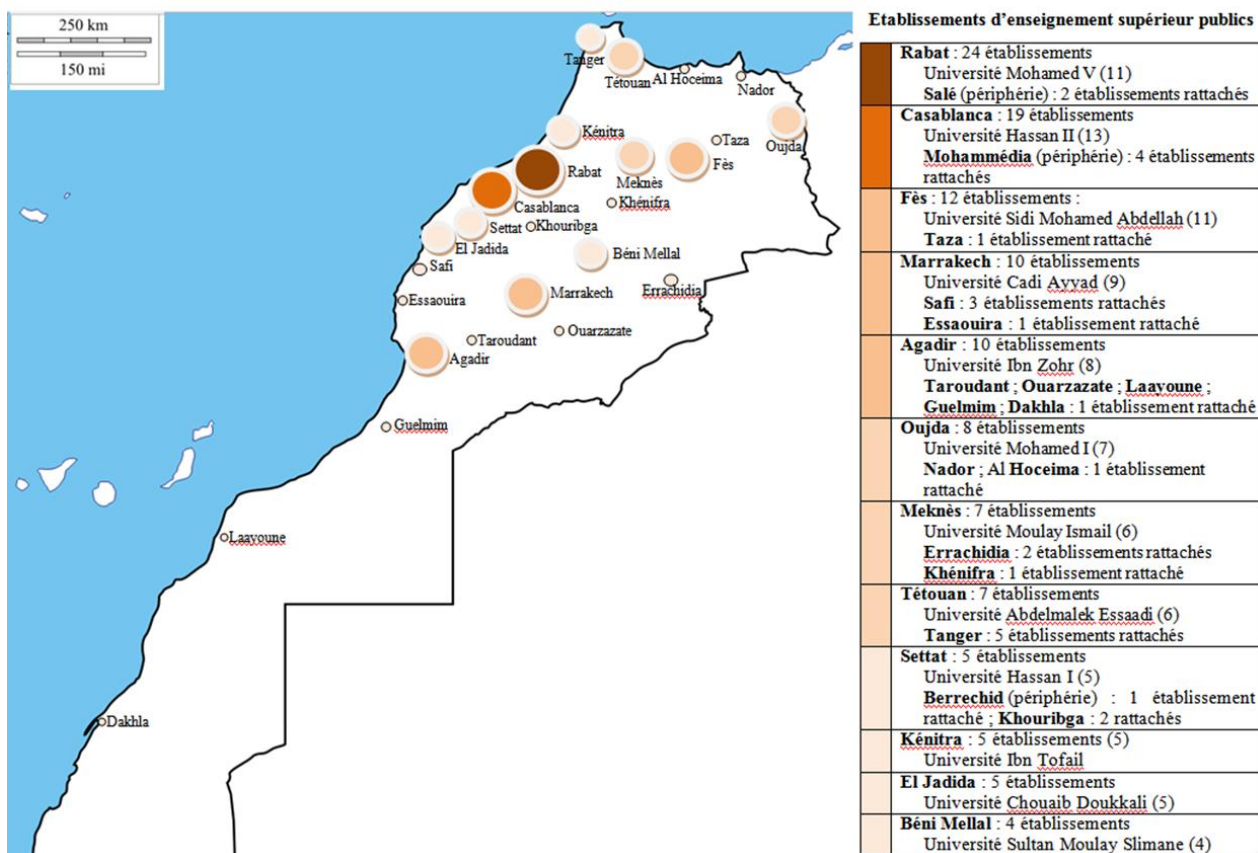 250 km
150 mi
Tanger
Tétouan
Al Hoceima
Nador
Kénitra
Taza
Oujda
Fès
Rabat
Meknès
Khénifra
Casablanca
Settat
Khouribga
El Jadida
Béni Mellal
Safi
Errachidia
Essaouira
Marrakech
Ouarzazate
Taroudant
Agadir
Guelmim
Laayoune
Dakhla
Etablissements d'enseignement supérieur publics
Rabat : 24 établissements
Université Mohamed V (11)
Salé (périphérie) : 2 établissements rattachés
Casablanca : 19 établissements
Université Hassan II (13)
Mohammédia (périphérie) : 4 établissements
rattachés
Fès : 12 établissements :
Université Sidi Mohamed Abdellah (11)
Taza : 1 établissement rattaché
Marrakech : 10 établissements
Université Cadi Ayyad (9)
Safi : 3 établissements rattachés
Essaouira : 1 établissement rattaché
Agadir : 10 établissements
Université Ibn Zohr (8)
Taroudant ; Ouarzazate ; Laayoune ;
Guelmim ; Dakhla : 1 établissement rattaché
Oujda : 8 établissements
Université Mohamed I (7)
Nador ; Al Hoceima : 1 établissement
rattaché
Meknès : 7 établissements
Université Moulay Ismail (6)
Errachidia : 2 établissements rattachés
Khénifra : 1 établissement rattaché
Tétouan : 7 établissements
Université Abdelmalek Essaadi (6)
Tanger : 5 établissements rattachés
Settat : 5 établissements
Université Hassan I (5)
Berrechid (périphérie) : 1 établissement
rattaché ; Khouribga : 2 rattachés
Kénitra : 5 établissements (5)
Université Ibn Tofail
El Jadida : 5 établissements
Université Chouaib Doukkali (5)
Béni Mellal : 4 établissements
Université Sultan Moulay Slimane (4)